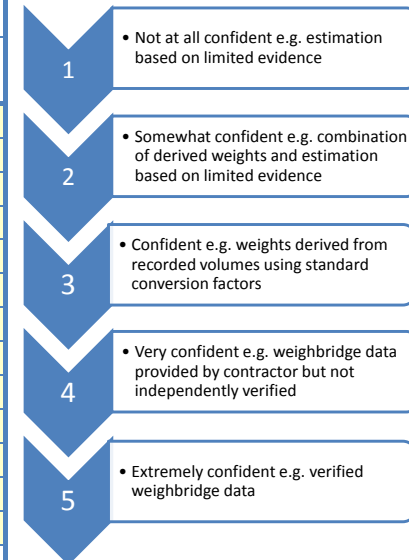 1
• Not at all confident e.g. estimation
based on limited evidence
2
• Somewhat confident e.g. combination
of derived weights and estimation
based on limited evidence
3
• Confident e.g. weights derived from
recorded volumes using standard
conversion factors
4
• Very confident e.g. weighbridge data
provided by contractor but not
independently verified
5
• Extremely confident e.g. verified
weighbridge data